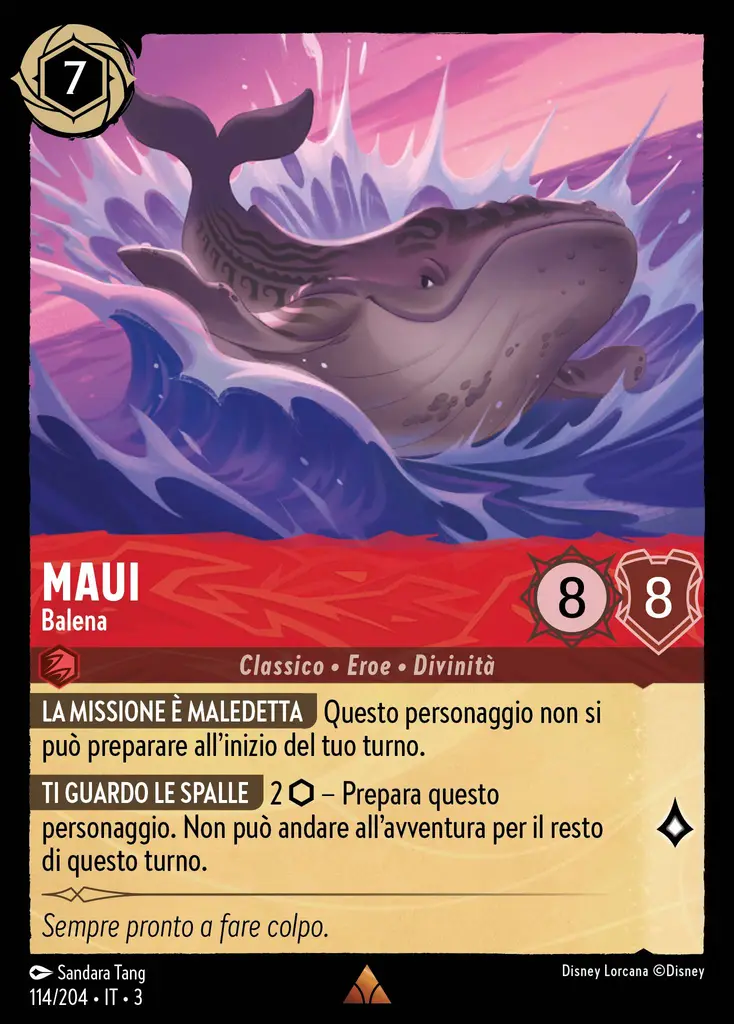 7
MAUI
Balena
8
8
Classico • Eroe • Divinità
LA MISSIONE È MALEDETTA Questo personaggio non si
può preparare all'inizio del tuo turno.
TI GUARDO LE SPALLE 2 ⬡ – Prepara questo
personaggio. Non può andare all'avventura per il resto
di questo turno.
Sempre pronto a fare colpo.
Sandara Tang
114/204 • IT • 3
Disney Lorcana ©Disney